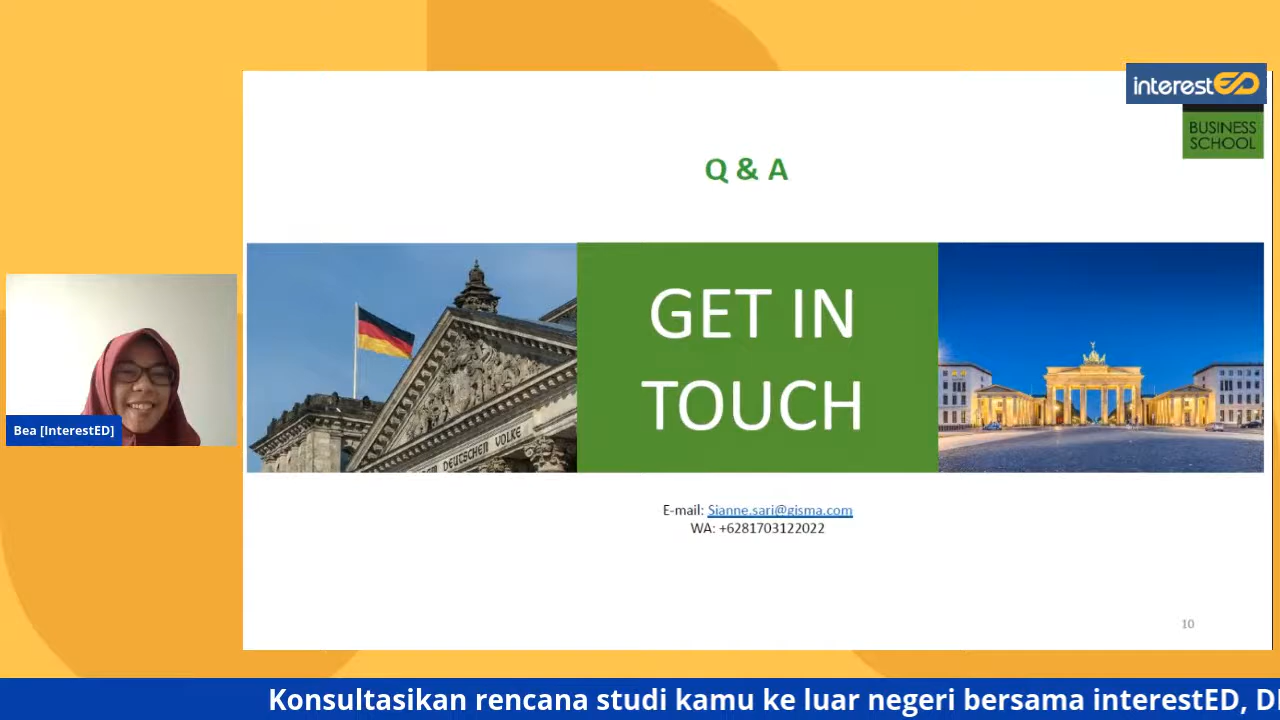 interestED
BUSINESS
SCHOOL
Q & A
GET IN
TOUCH
DEUTSCHEN VOLKE
Bea [InterestED]
E-mail: Sianne.sari@gisma.com
WA: +6281703122022
10
Konsultasikan rencana studi kamu ke luar negeri bersama interestED,